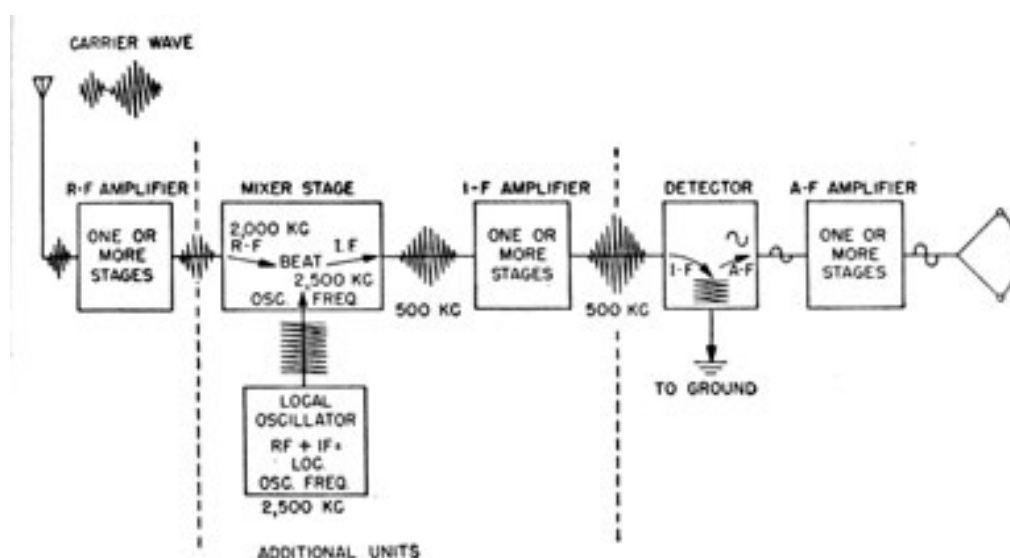 CARRIER WAVE
R-F AMPLIFIER
ONE OR
MORE
STAGES
MIXER STAGE
2,000 KC
R-F
I.F
BEAT
2,500 KC
OSC. FREQ.
LOCAL
OSCILLATOR
RF + IF=
LOC.
OSC. FREQ.
2,500 KC
500 KC
I-F AMPLIFIER
ONE OR
MORE
STAGES
500 KC
DETECTOR
I-F
A-F
TO GROUND
A-F AMPLIFIER
ONE OR
MORE
STAGES
ADDITIONAL UNITS